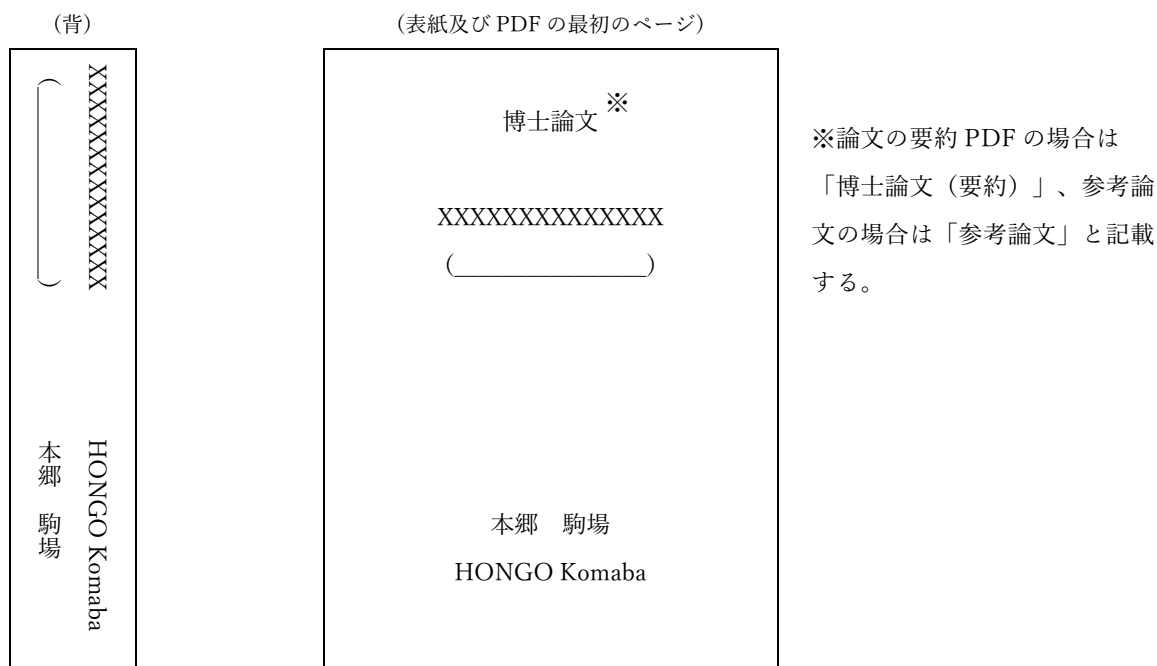 （背）
XXXXXXXXXXXXXX
（______________）
HONGO Komaba
本郷　駒場
（表紙及び PDF の最初のページ）
博士論文※
XXXXXXXXXXXXXX
(________________)
本郷　駒場
HONGO Komaba
※論文の要約 PDF の場合は
「博士論文（要約）」、参考論
文の場合は「参考論文」と記載
する。